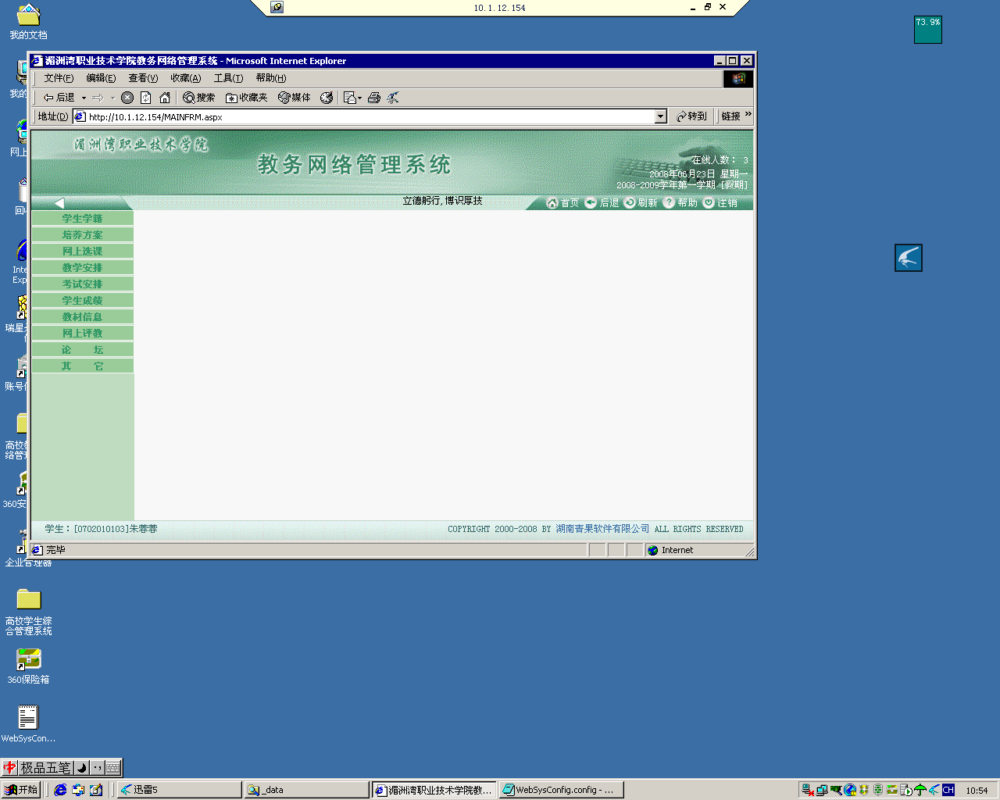 10.1.12.154
73.9%
我的文档
湄洲湾职业技术学院教务网络管理系统 - Microsoft Internet Explorer
文件(F) 编辑(E) 查看(V) 收藏(A) 工具(T) 帮助(H)
后退 搜索 收藏夹 媒体
地址(D) http://10.1.12.154/MAINFRM.aspx 转到 链接 »
湄洲湾职业技术学院
教务网络管理系统
在线人数： 3
2008年06月23日 星期一
2008-2009学年第一学期 [假期]
立德躬行,博识厚技
首页 后退 刷新 帮助 注销
学生学籍
培养方案
网上选课
教学安排
考试安排
学生成绩
教材信息
网上评教
论 坛
其 它
学生：[0702010103]朱蓉蓉
COPYRIGHT 2000-2008 BY 湖南青果软件有限公司 ALL RIGHTS RESERVED
完毕
Internet
我的
网上
回
Inte
Exp
瑞星
账号
高校
络管
360安
企业管理器
高校学生综
合管理系统
360保险箱
WebSysCon...
中 极品五笔
开始 迅雷5 _data 湄洲湾职业技术学院教... WebSysConfig.config - ... CH 10:54